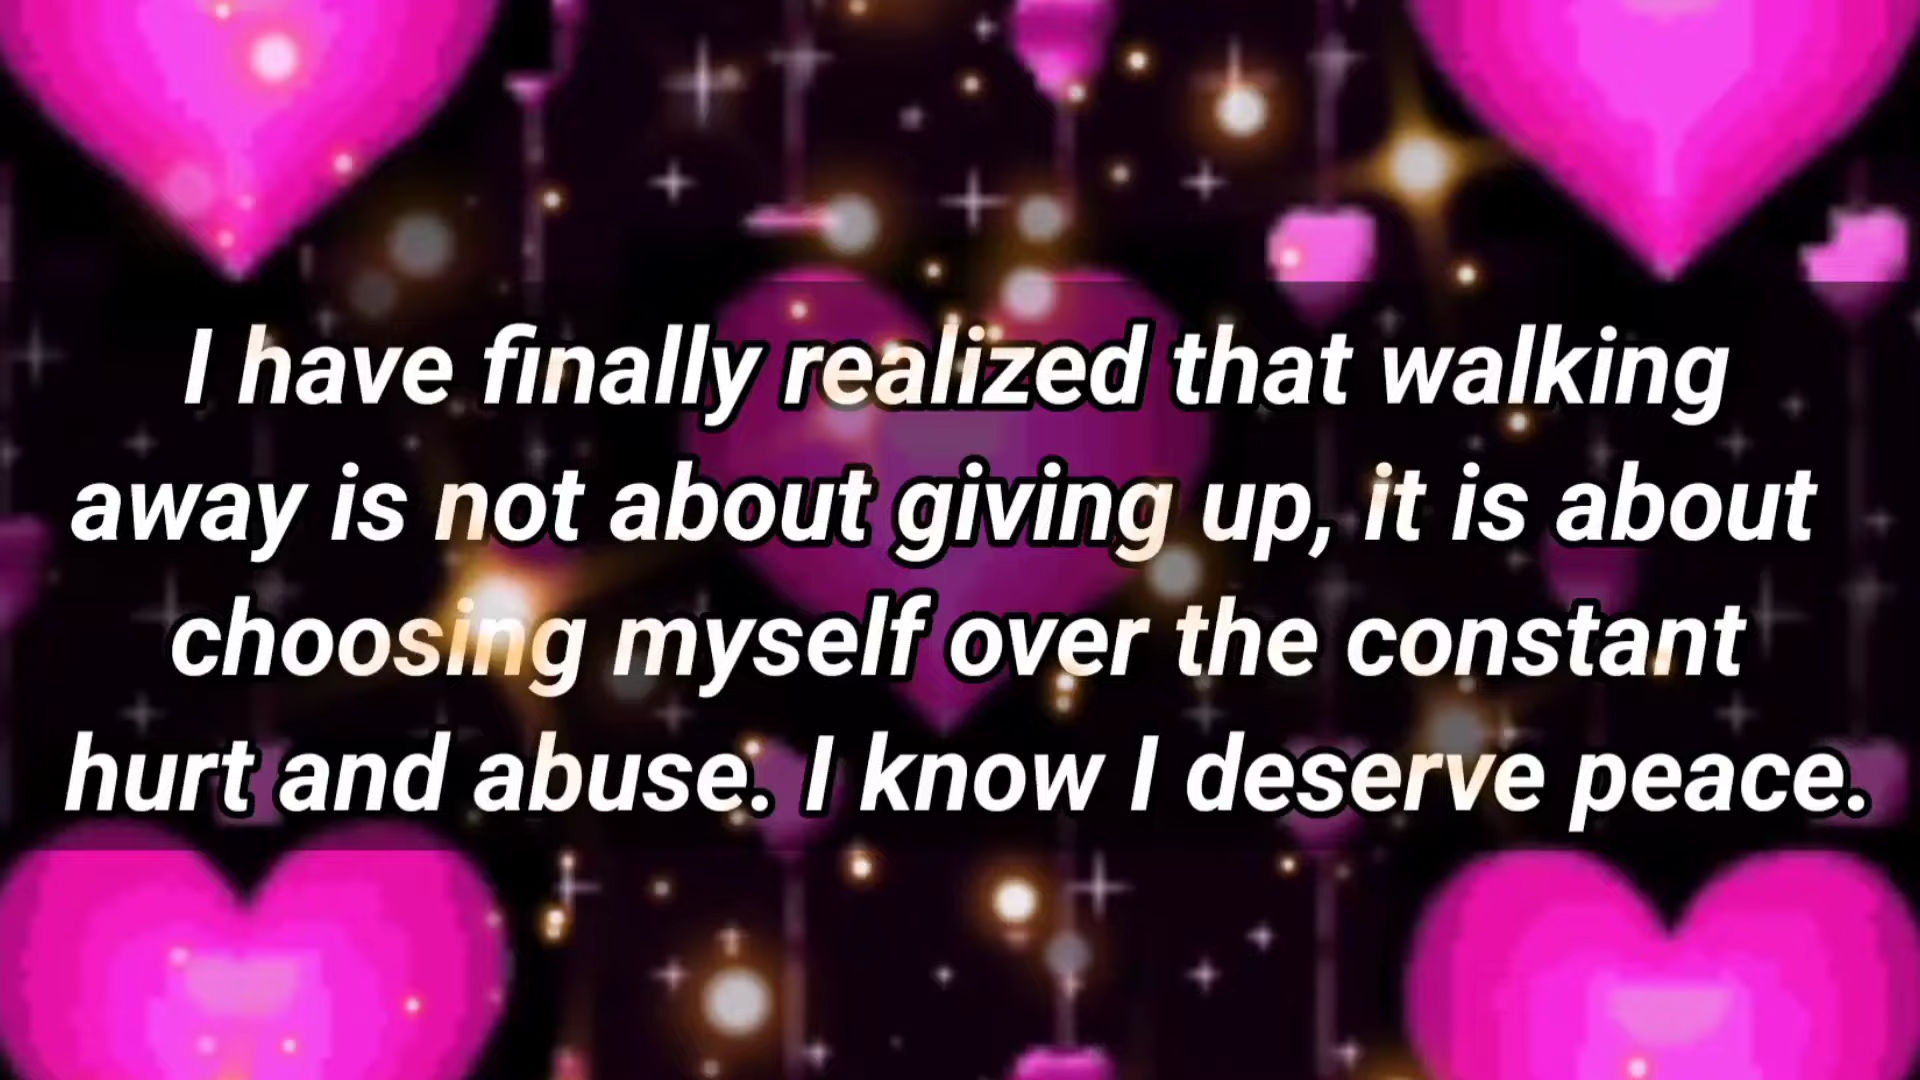 I have finally realized that walking
away is not about giving up, it is about
choosing myself over the constant
hurt and abuse. I know I deserve peace.